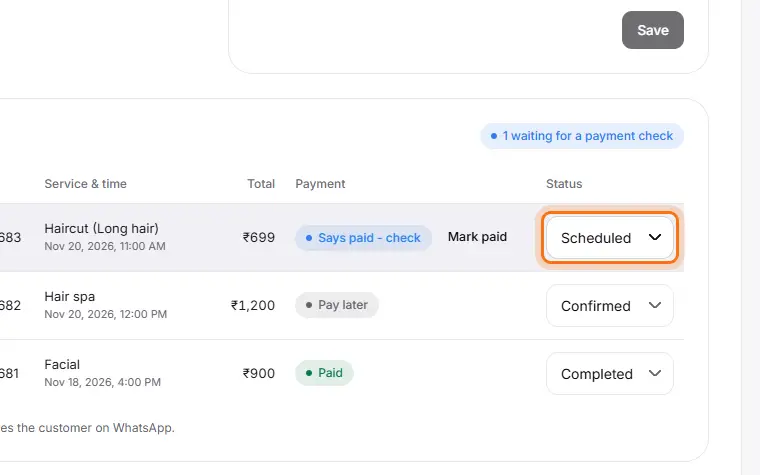 Save
1 waiting for a payment check
Service & time Total Payment Status
683 Haircut (Long hair) ₹699 Says paid - check Mark paid Scheduled
Nov 20, 2026, 11:00 AM
682 Hair spa ₹1,200 Pay later Confirmed
Nov 20, 2026, 12:00 PM
681 Facial ₹900 Paid Completed
Nov 18, 2026, 4:00 PM
es the customer on WhatsApp.